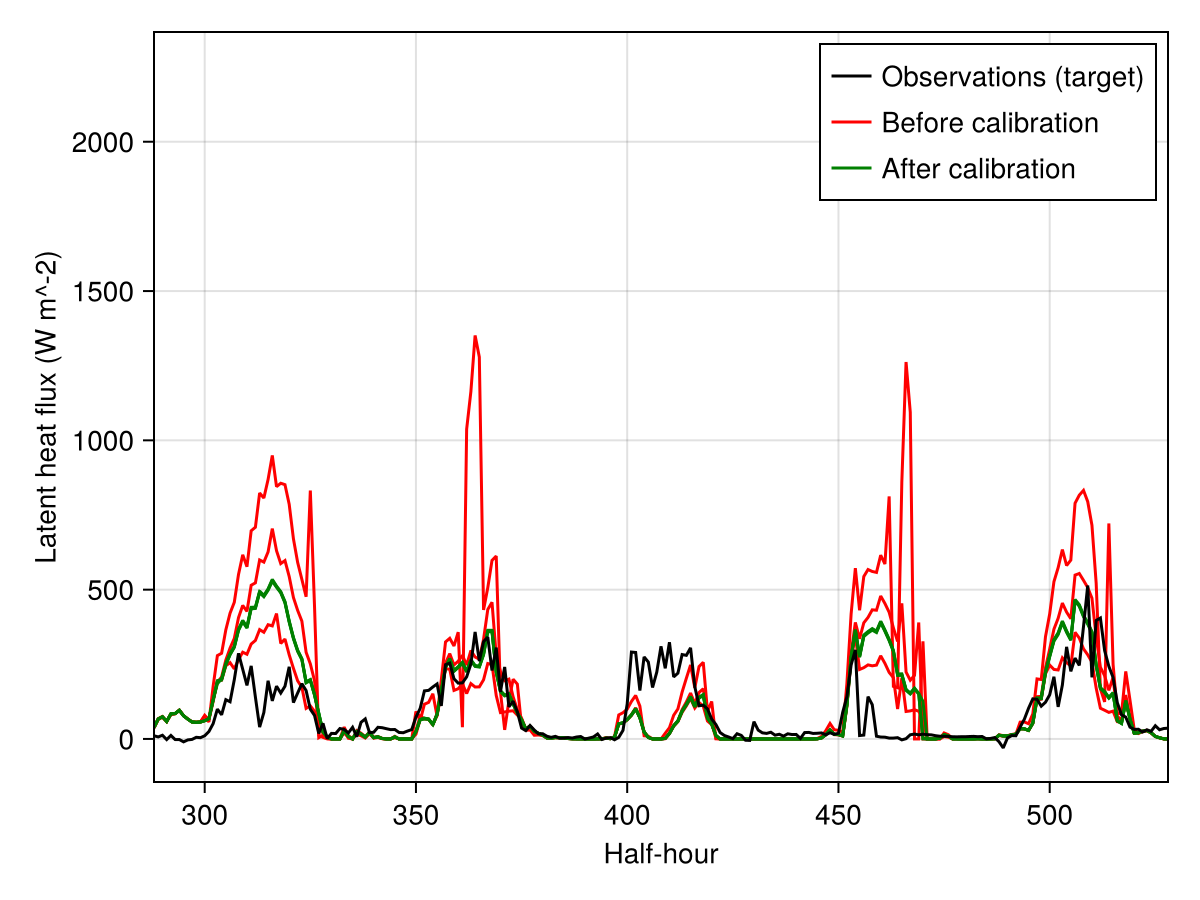 Observations (target)
Before calibration
After calibration
2000
1500
1000
500
0
Latent heat flux (W m^-2)
300
350
400
450
500
Half-hour